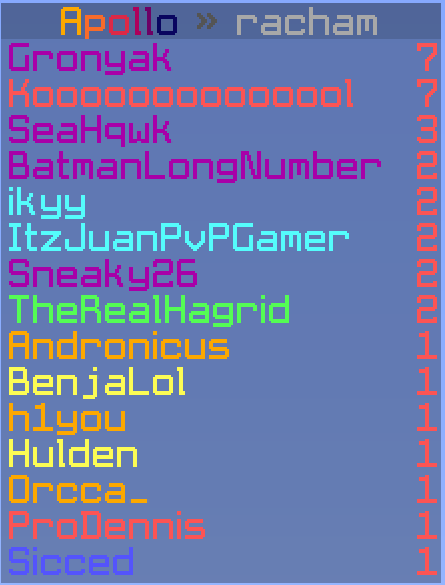 Apollo » racham
Gronyak 7
Kooooooooooooool 7
SeaHqwk 3
BatmanLongNumber 2
ikyy 2
ItzJuanPvPGamer 2
Sneaky26 2
TheRealHagrid 2
Andronicus 1
BenjaLol 1
h1you 1
Hulden 1
Orcca_ 1
ProDennis 1
Sicced 1